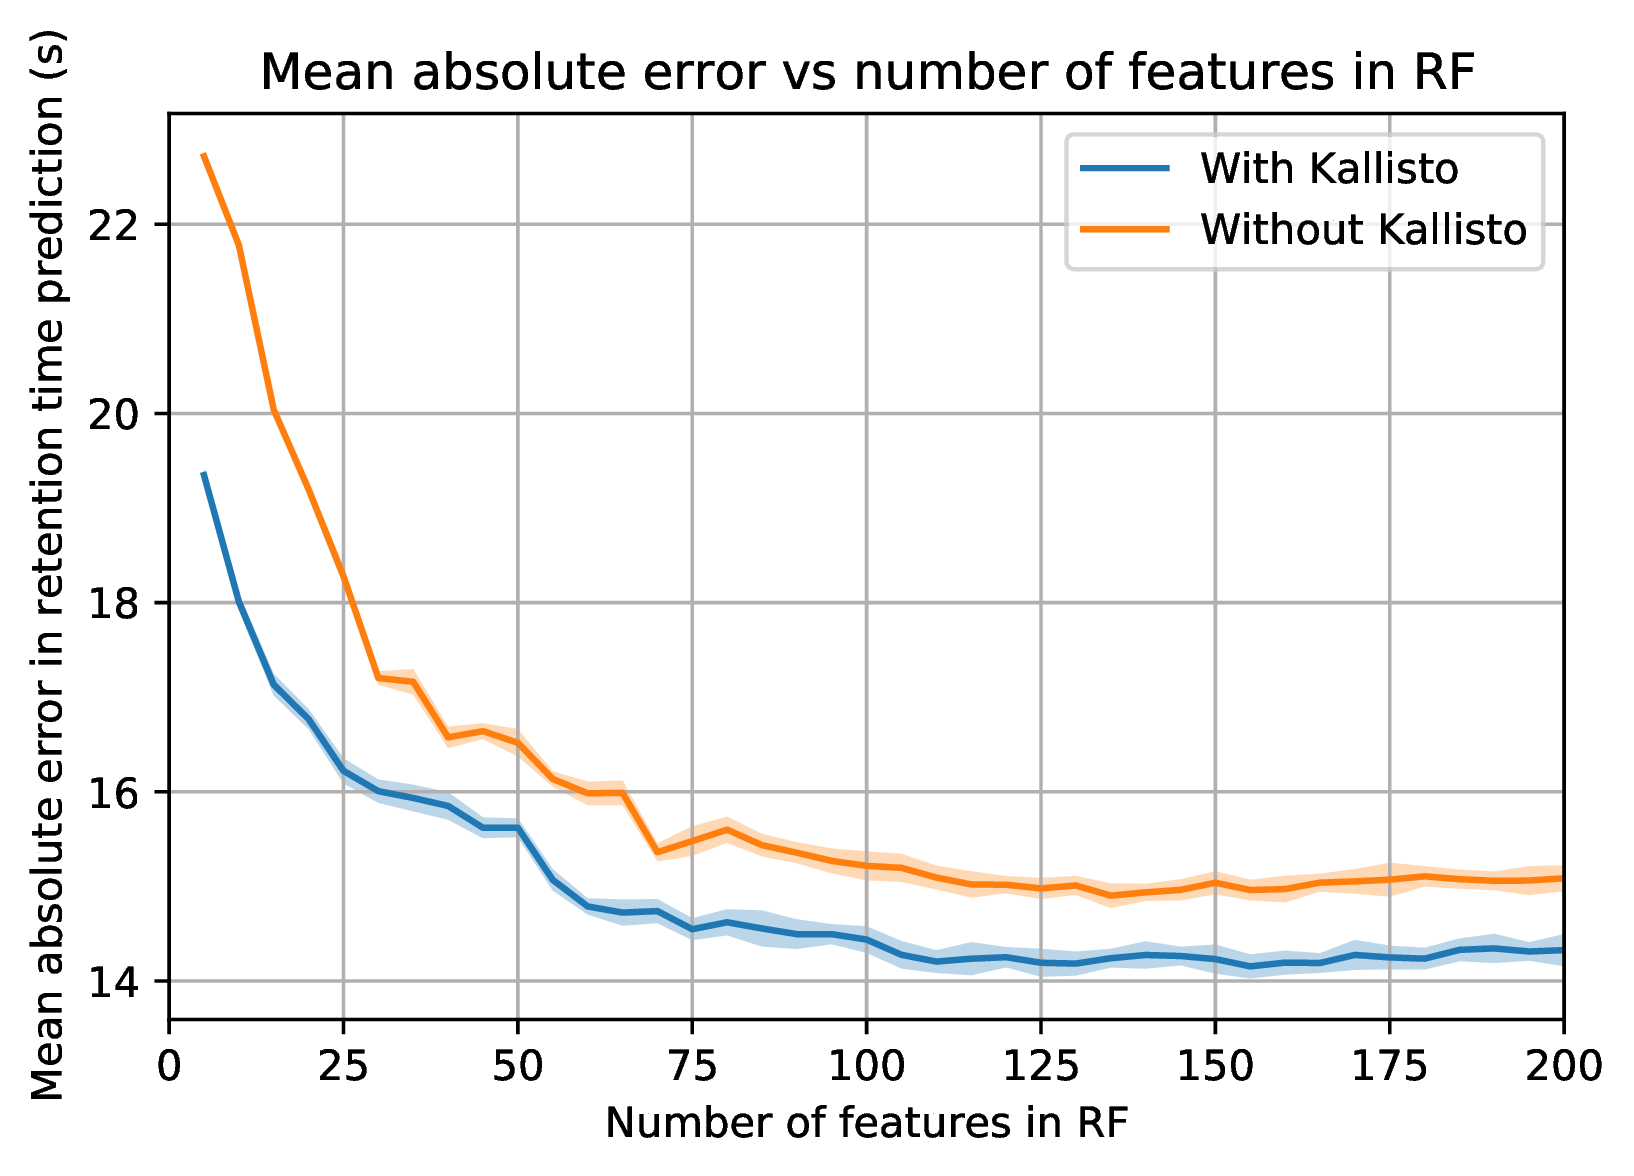 Mean absolute error vs number of features in RF
Mean absolute error in retention time prediction (s)
With Kallisto
Without Kallisto
22
20
18
16
14
0 25 50 75 100 125 150 175 200
Number of features in RF